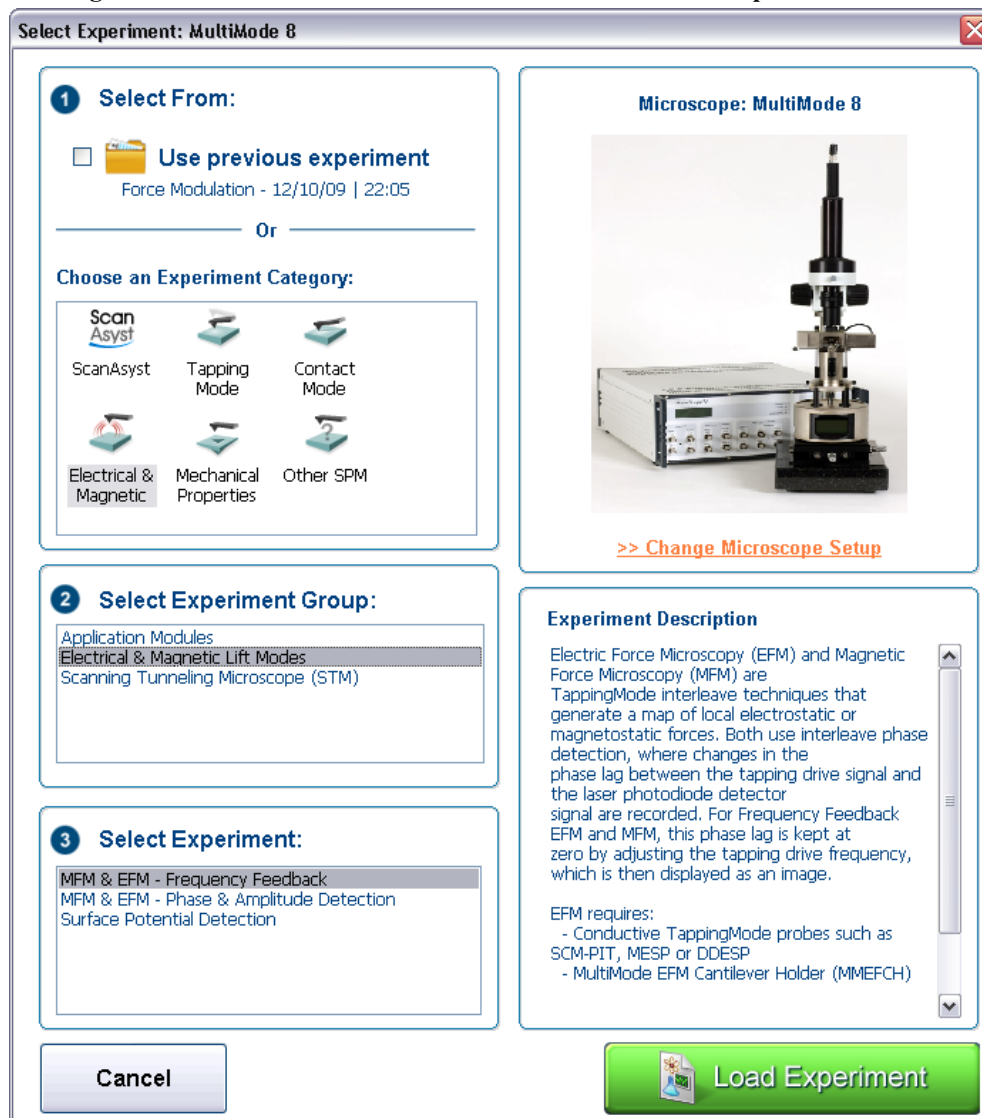 Select Experiment: MultiMode 8
1 Select From:
Use previous experiment
Force Modulation - 12/10/09 | 22:05
Or
Choose an Experiment Category:
Scan
Asyst
ScanAsyst
Tapping
Mode
Contact
Mode
Electrical &
Magnetic
Mechanical
Properties
?
Other SPM
2 Select Experiment Group:
Application Modules
Electrical & Magnetic Lift Modes
Scanning Tunneling Microscope (STM)
3 Select Experiment:
MFM & EFM - Frequency Feedback
MFM & EFM - Phase & Amplitude Detection
Surface Potential Detection
Cancel
Microscope: MultiMode 8
>> Change Microscope Setup
Experiment Description
Electric Force Microscopy (EFM) and Magnetic
Force Microscopy (MFM) are
TappingMode interleave techniques that
generate a map of local electrostatic or
magnetostatic forces. Both use interleave phase
detection, where changes in the
phase lag between the tapping drive signal and
the laser photodiode detector
signal are recorded. For Frequency Feedback
EFM and MFM, this phase lag is kept at
zero by adjusting the tapping drive frequency,
which is then displayed as an image.
EFM requires:
- Conductive TappingMode probes such as
SCM-PIT, MESP or DDESP
- MultiMode EFM Cantilever Holder (MMEFCH)
Load Experiment